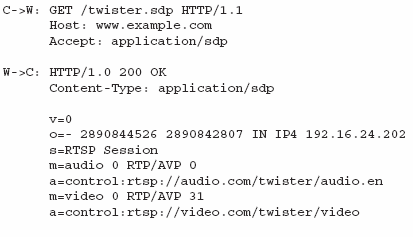 C->W: GET /twister.sdp HTTP/1.1
Host: www.example.com
Accept: application/sdp
W->C: HTTP/1.0 200 OK
Content-Type: application/sdp
v=0
o=- 2890844526 2890842807 IN IP4 192.16.24.202
s=RTSP Session
m=audio 0 RTP/AVP 0
a=control:rtsp://audio.com/twister/audio.en
m=video 0 RTP/AVP 31
a=control:rtsp://video.com/twister/video